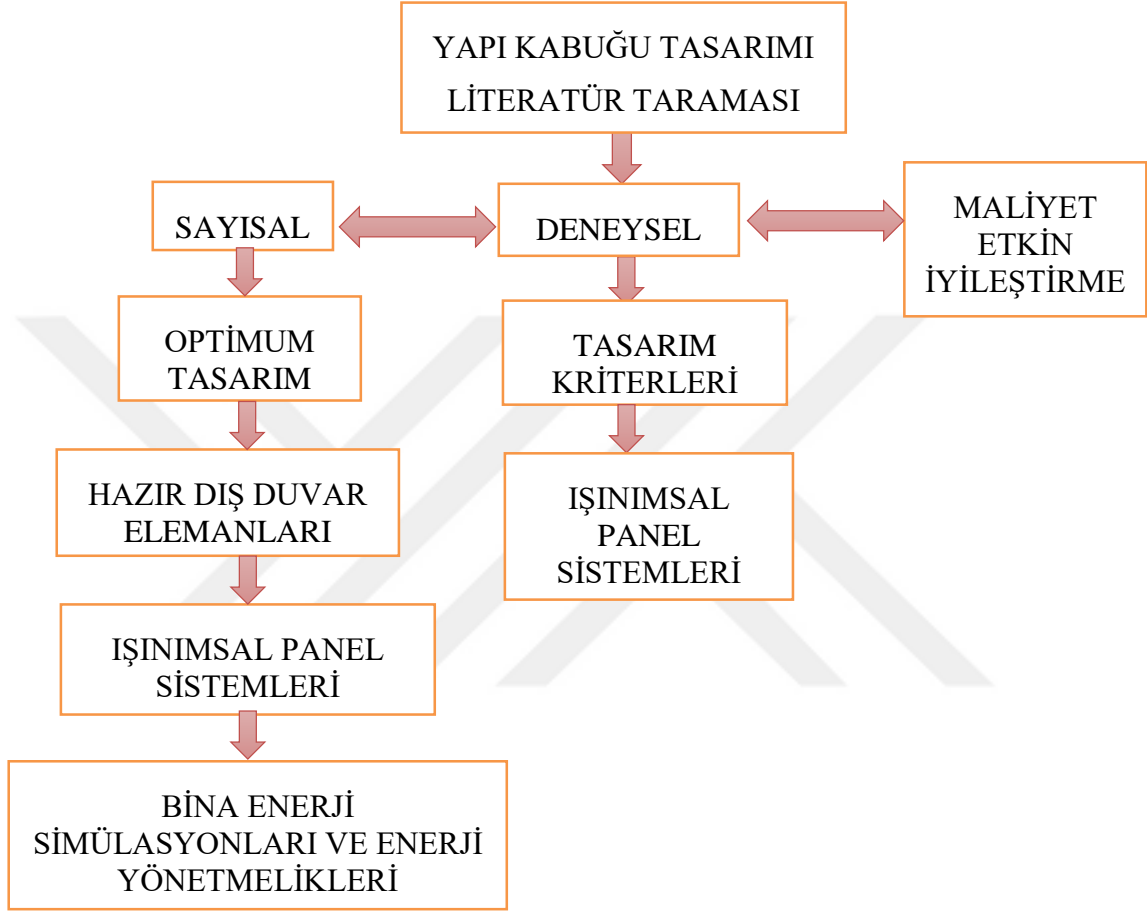 YAPI KABUĞU TASARIMI
LİTERATÜR TARAMASI
SAYISAL
DENEYSEL
MALİYET
ETKİN
İYİLEŞTİRME
OPTİMUM
TASARIM
TASARIM
KRİTERLERİ
HAZIR DIŞ DUVAR
ELEMANLARI
IŞINIMSAL
PANEL
SİSTEMLERİ
IŞINIMSAL PANEL
SİSTEMLERİ
BİNA ENERJİ
SİMÜLASYONLARI VE ENERJİ
YÖNETMELİKLERİ